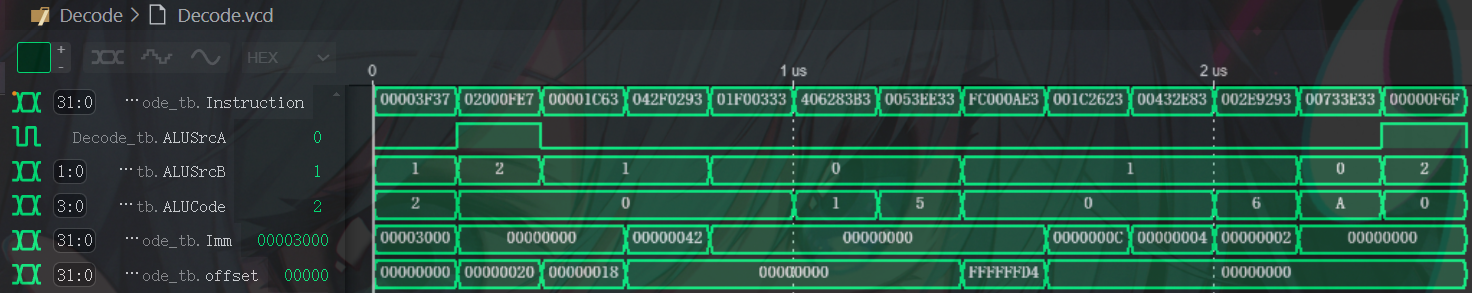 Decode > Decode.vcd
+
-
HEX
0 1 us 2 us
31:0 ···ode_tb.Instruction 00003F37 02000FE7 00001C63 042F0293 01F00333 406283B3 0053EE33 FC000AE3 001C2623 00432E83 002E9293 00733E33 00000F6F
Decode_tb.ALUSrcA 0
1:0 ···tb.ALUSrcB 1 1 2 1 0 1 0 2
3:0 ···tb.ALUCode 2 2 0 1 5 0 6 A 0
31:0 ···ode_tb.Imm 00003000 00003000 00000000 00000042 00000000 0000000C 00000004 00000002 00000000
31:0 ···ode_tb.offset 00000 00000000 00000020 00000018 00000000 FFFFFFD4 00000000